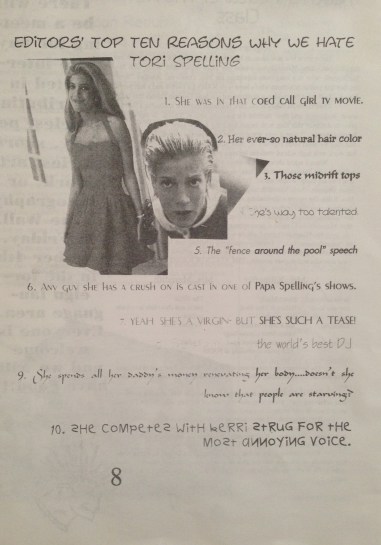 EDITORS' TOP TEN REASONS WHY WE HATE
TORI SPELLING
1. She was in that coed call girl TV movie.
2. Her ever-so natural hair color
3. Those midrift tops
She's way too talented
5. The "fence around the pool" speech
6. Any guy she has a crush on is cast in one of Papa Spelling's shows.
YEAH SHE'S A VIRGIN- BUT SHE'S SUCH A TEASE!
the world's best DJ
9. She spends all her daddy's money renovating her body....doesn't she
know that people are starving?
10. She competes with Kerri Strug for the
most annoying voice.
8